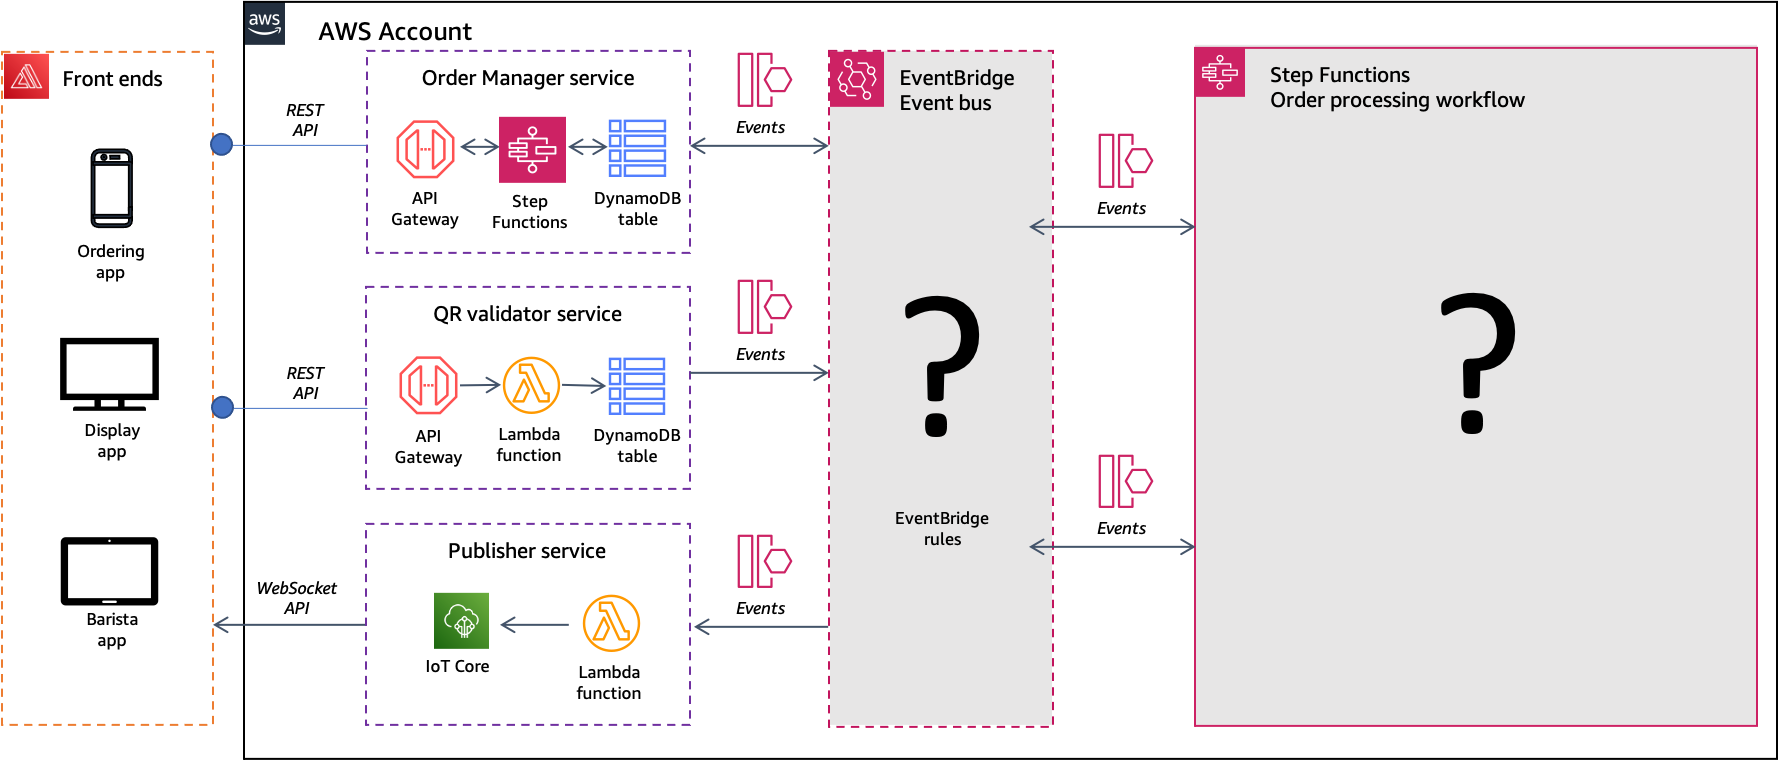 aws
AWS Account
Front ends
Ordering
app
Display
app
Barista
app
REST
API
REST
API
WebSocket
API
Order Manager service
API
Gateway
Step
Functions
DynamoDB
table
QR validator service
API
Gateway
Lambda
function
DynamoDB
table
Publisher service
IoT Core
Lambda
function
Events
Events
Events
EventBridge
Event bus
?
EventBridge
rules
Events
Events
Step Functions
Order processing workflow
?